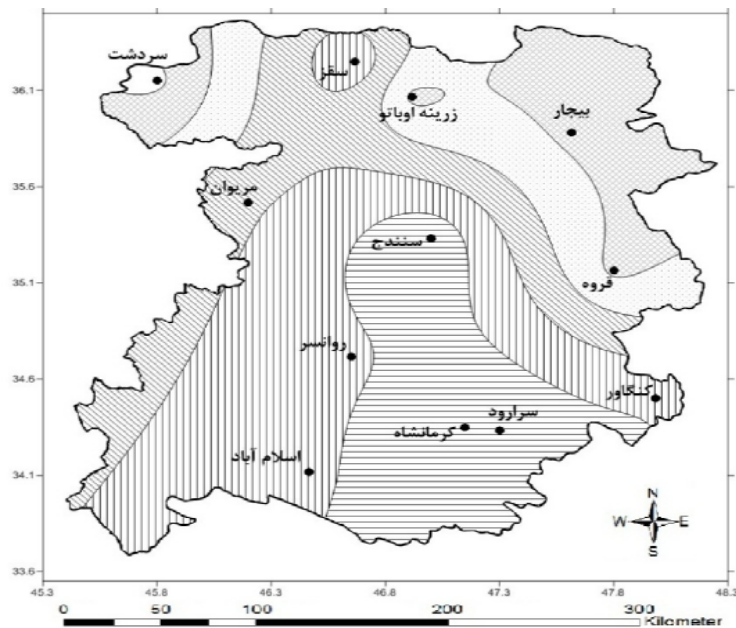 سردشت
سقز
36.1
زرینه اوباتو
بیجار
35.6
مریوان
سنندج
35.1
قروه
روانسر
34.6
کنگاور
سرارود
کرمانشاه
اسلام آباد
34.1
N
W E
S
33.6
45.3 45.8 46.3 46.8 47.3 47.8 48.3
0 50 100 200 300
Kilometer